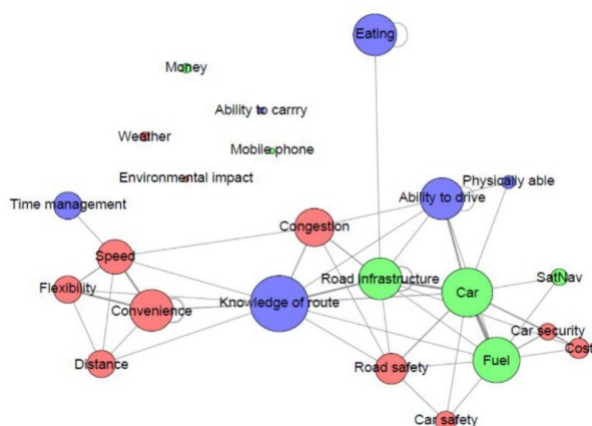 Eating
Money
Ability to carrry
Weather
Mobile phone
Environmental impact
Physically able
Time management
Ability to drive
Congestion
Speed
Road infrastructure
SatNav
Flexibility
Car
Knowledge of route
Convenience
Car security
Cost
Distance
Road safety
Fuel
Car safety